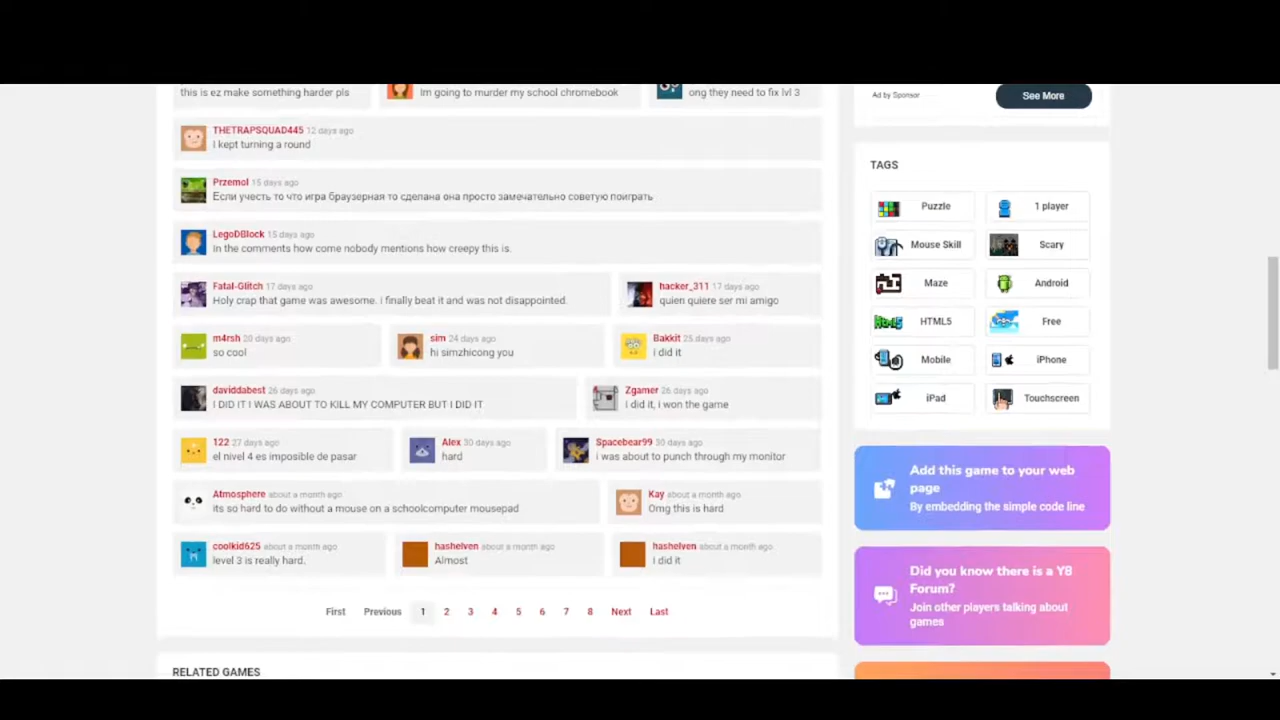 this is ez make something harder pls
Im going to murder my school chromebook
ong they need to fix lvl 3
THETRAPSQUAD445 12 days ago
I kept turning a round
Przemol 15 days ago
Если учесть то что игра браузерная то сделана она просто замечательно советую поиграть
LegoDBlock 15 days ago
In the comments how come nobody mentions how creepy this is.
Fatal-Glitch 17 days ago
Holy crap that game was awesome. i finally beat it and was not disappointed.
hacker_311 17 days ago
quien quiere ser mi amigo
m4rsh 20 days ago
so cool
sim 24 days ago
hi simzhicong you
Bakkit 25 days ago
i did it
daviddabest 26 days ago
I DID IT I WAS ABOUT TO KILL MY COMPUTER BUT I DID IT
Zgamer 26 days ago
i did it, i won the game
122 27 days ago
el nivel 4 es imposible de pasar
Alex 30 days ago
hard
Spacebear99 30 days ago
i was about to punch through my monitor
Atmosphere about a month ago
its so hard to do without a mouse on a schoolcomputer mousepad
Kay about a month ago
Omg this is hard
coolkid625 about a month ago
level 3 is really hard.
hashelven about a month ago
Almost
hashelven about a month ago
I did it
First Previous 1 2 3 4 5 6 7 8 Next Last
RELATED GAMES
Ad by Sponsor
See More
TAGS
Puzzle
1 player
Mouse Skill
Scary
Maze
Android
HTML5
Free
Mobile
iPhone
iPad
Touchscreen
Add this game to your web
page
By embedding the simple code line
Did you know there is a Y8
Forum?
Join other players talking about
games